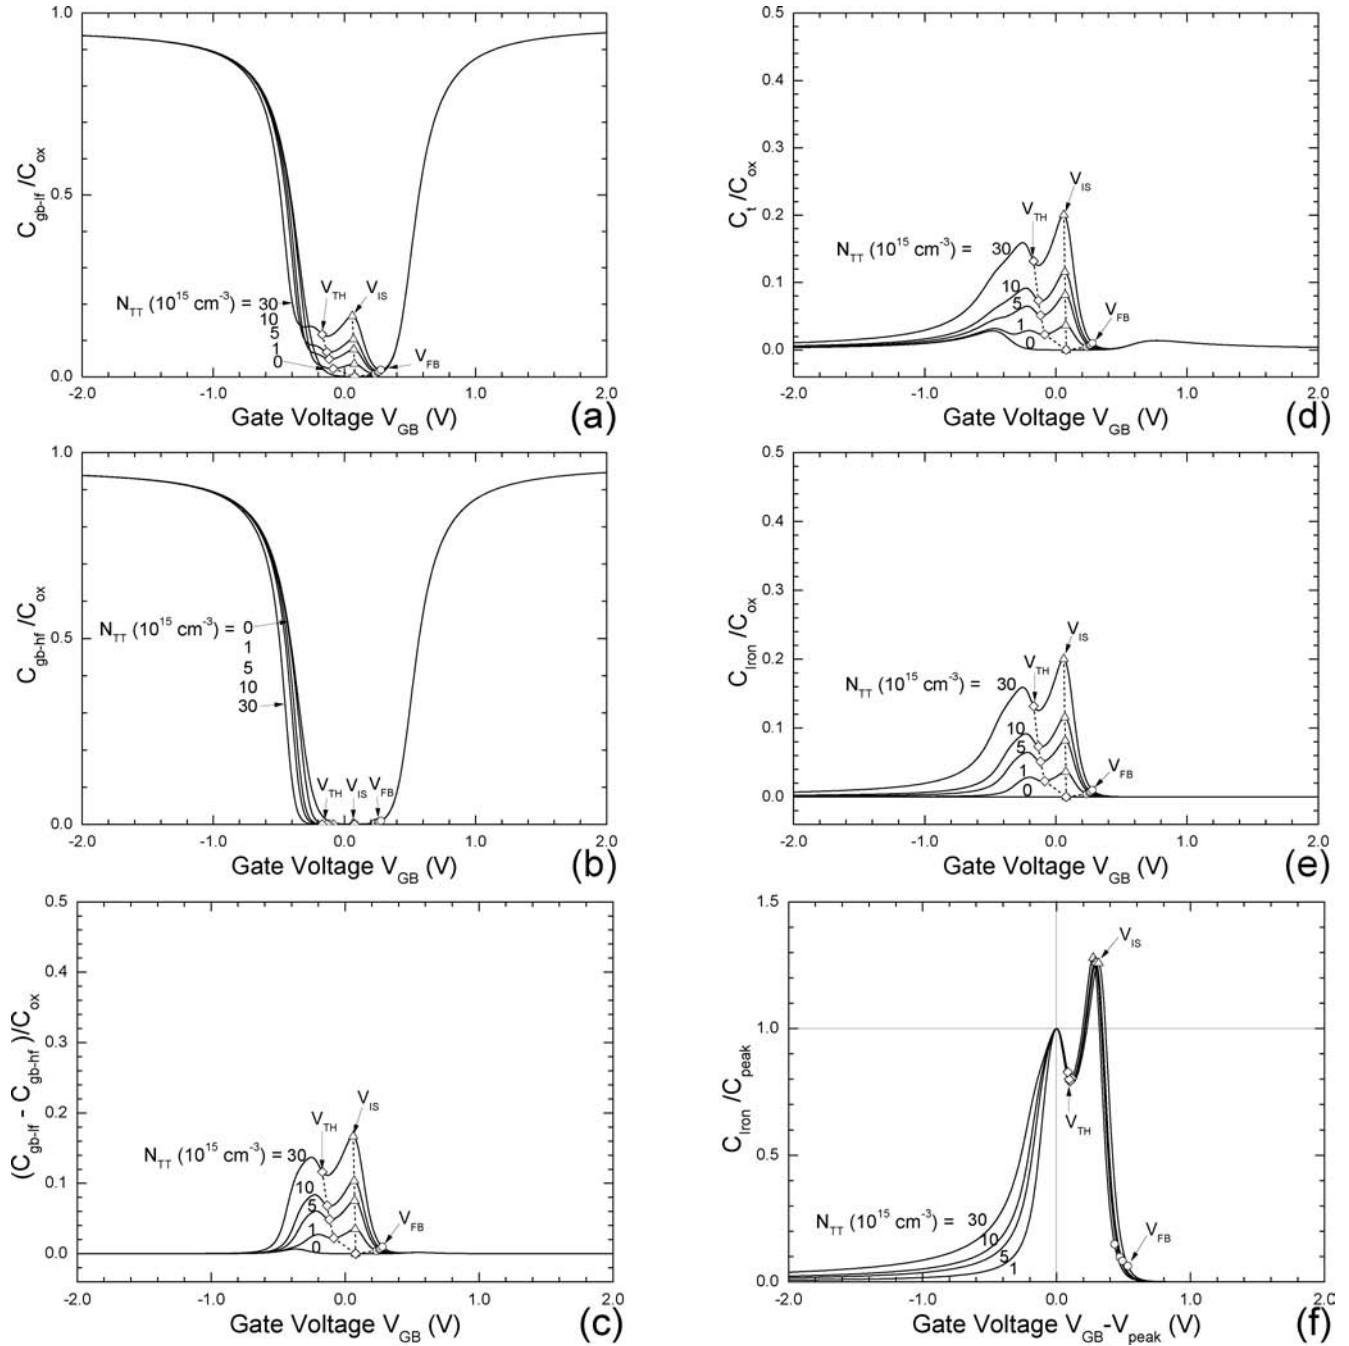 1.0
C_gb-lf /C_ox
0.5
V_TH
V_IS
N_TT (10^15 cm^-3) = 30
10
5
1
0
V_FB
0.0
-2.0 -1.0 0.0 1.0 2.0
Gate Voltage V_GB (V)
(a)
0.5
0.4
C_t /C_ox
0.3
V_IS
0.2
V_TH
N_TT (10^15 cm^-3) = 30
10
0.1
5
V_FB
1
0
0.0
-2.0 -1.0 0.0 1.0 2.0
Gate Voltage V_GB (V)
(d)
1.0
C_gb-hf /C_ox
N_TT (10^15 cm^-3) = 0
0.5
1
5
10
30
V_TH
V_IS
V_FB
0.0
-2.0 -1.0 0.0 1.0 2.0
Gate Voltage V_GB (V)
(b)
0.5
0.4
C_Iron /C_ox
0.3
V_IS
0.2
V_TH
N_TT (10^15 cm^-3) = 30
10
0.1
5
V_FB
1
0
0.0
-2.0 -1.0 0.0 1.0 2.0
Gate Voltage V_GB (V)
(e)
0.5
(C_gb-lf - C_gb-hf )/C_ox
0.4
0.3
0.2
V_IS
V_TH
N_TT (10^15 cm^-3) = 30
0.1
10
5
V_FB
1
0
0.0
-2.0 -1.0 0.0 1.0 2.0
Gate Voltage V_GB (V)
(c)
1.5
C_Iron /C_peak
V_IS
1.0
V_TH
0.5
N_TT (10^15 cm^-3) = 30
10
V_FB
5
1
0.0
-2.0 -1.0 0.0 1.0 2.0
Gate Voltage V_GB-V_peak (V)
(f)